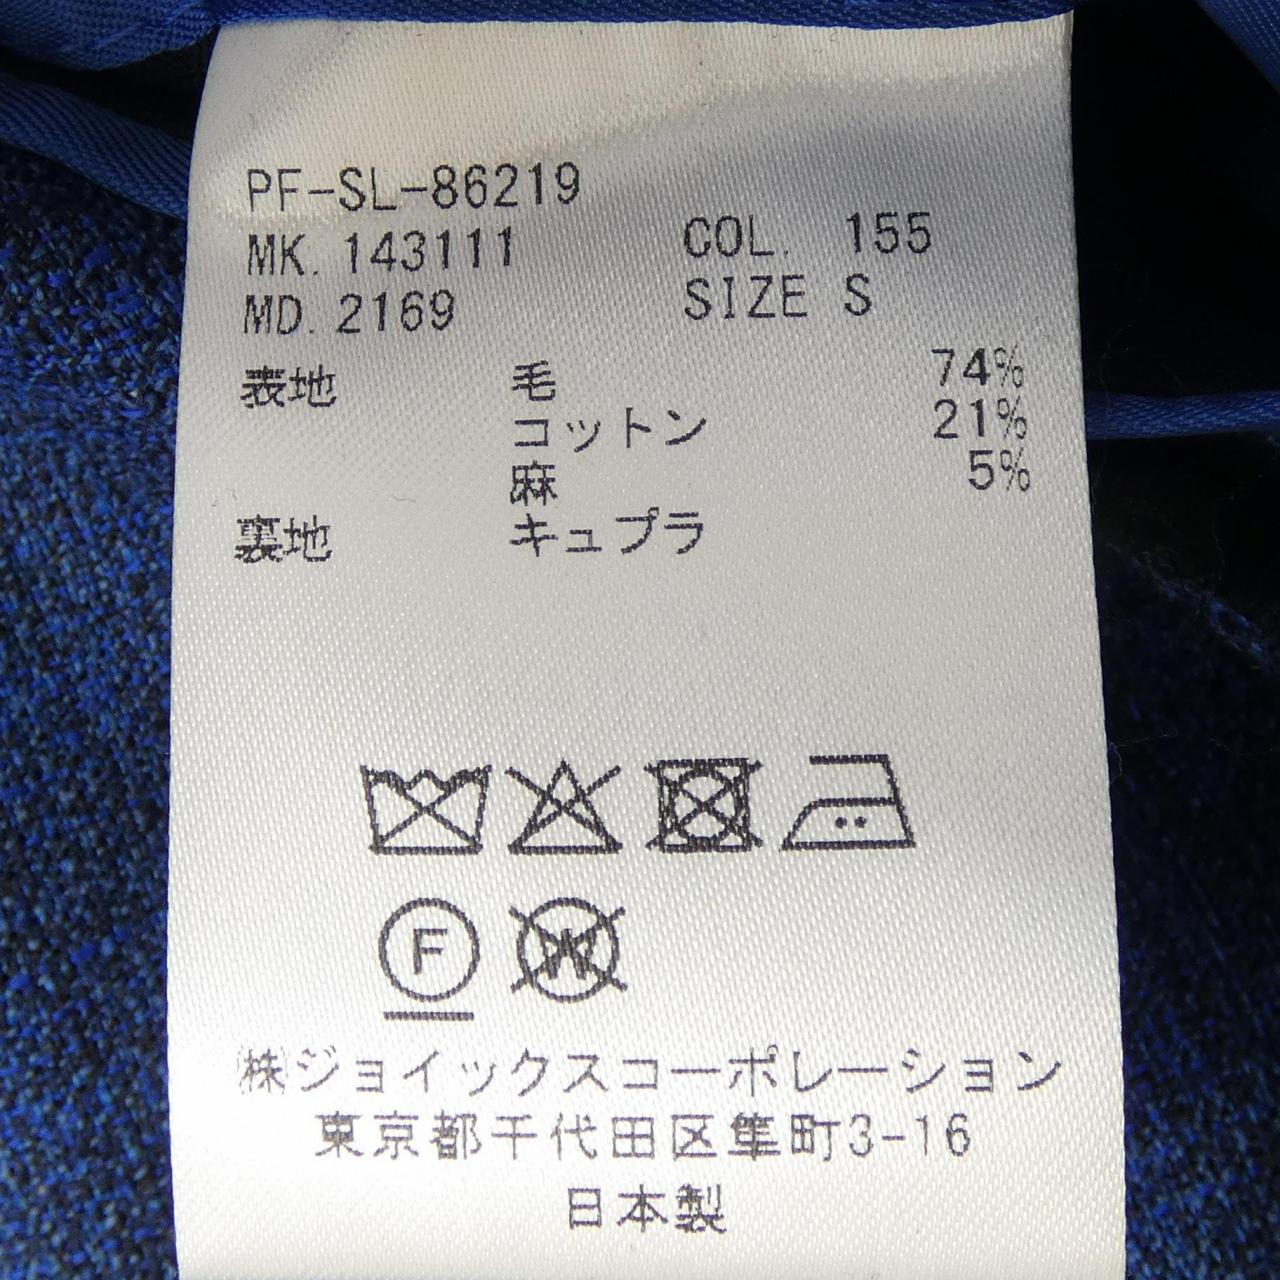 PF-SL-86219
MK. 143111 COL. 155
MD. 2169 SIZE S
表地 毛 74%
コットン 21%
麻 5%
裏地 キュプラ
F W
㈱ジョイックスコーポレーション
東京都千代田区隼町3-16
日本製